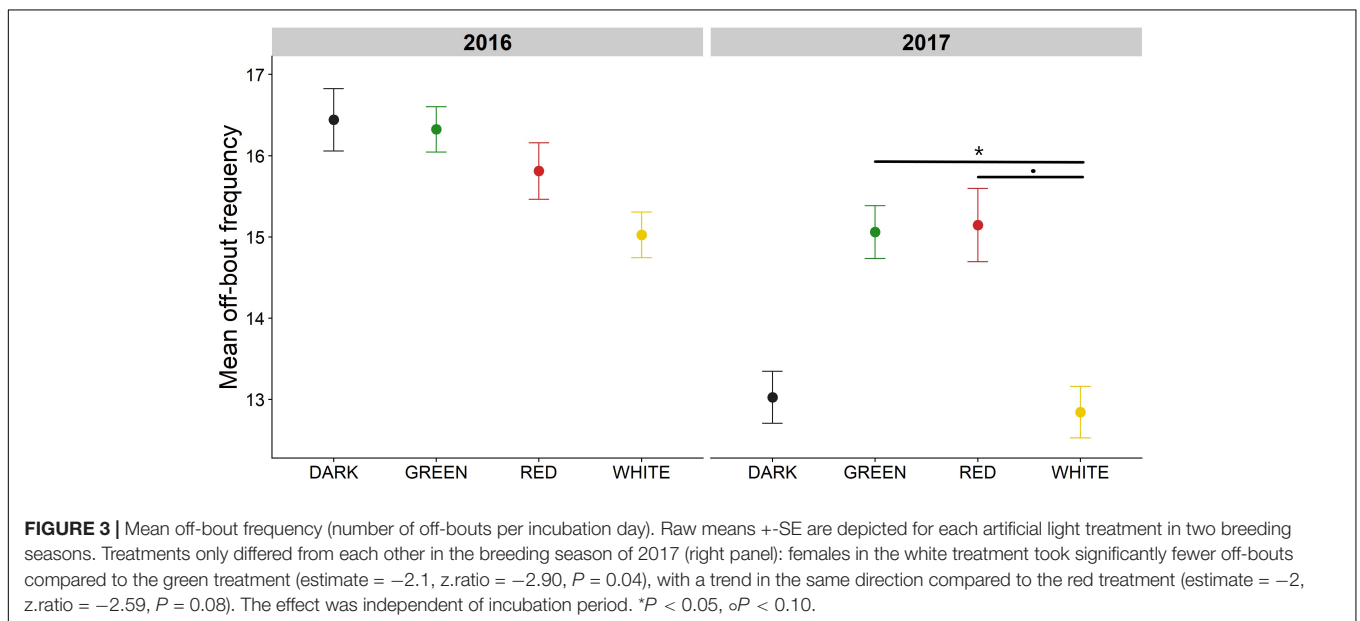 2016 2017
17
16
15
14
13
Mean off-bout frequency
* 
•
DARK GREEN RED WHITE DARK GREEN RED WHITE
FIGURE 3 | Mean off-bout frequency (number of off-bouts per incubation day). Raw means +-SE are depicted for each artificial light treatment in two breeding
seasons. Treatments only differed from each other in the breeding season of 2017 (right panel): females in the white treatment took significantly fewer off-bouts
compared to the green treatment (estimate = −2.1, z.ratio = −2.90, P = 0.04), with a trend in the same direction compared to the red treatment (estimate = −2,
z.ratio = −2.59, P = 0.08). The effect was independent of incubation period. *P < 0.05, ∘P < 0.10.